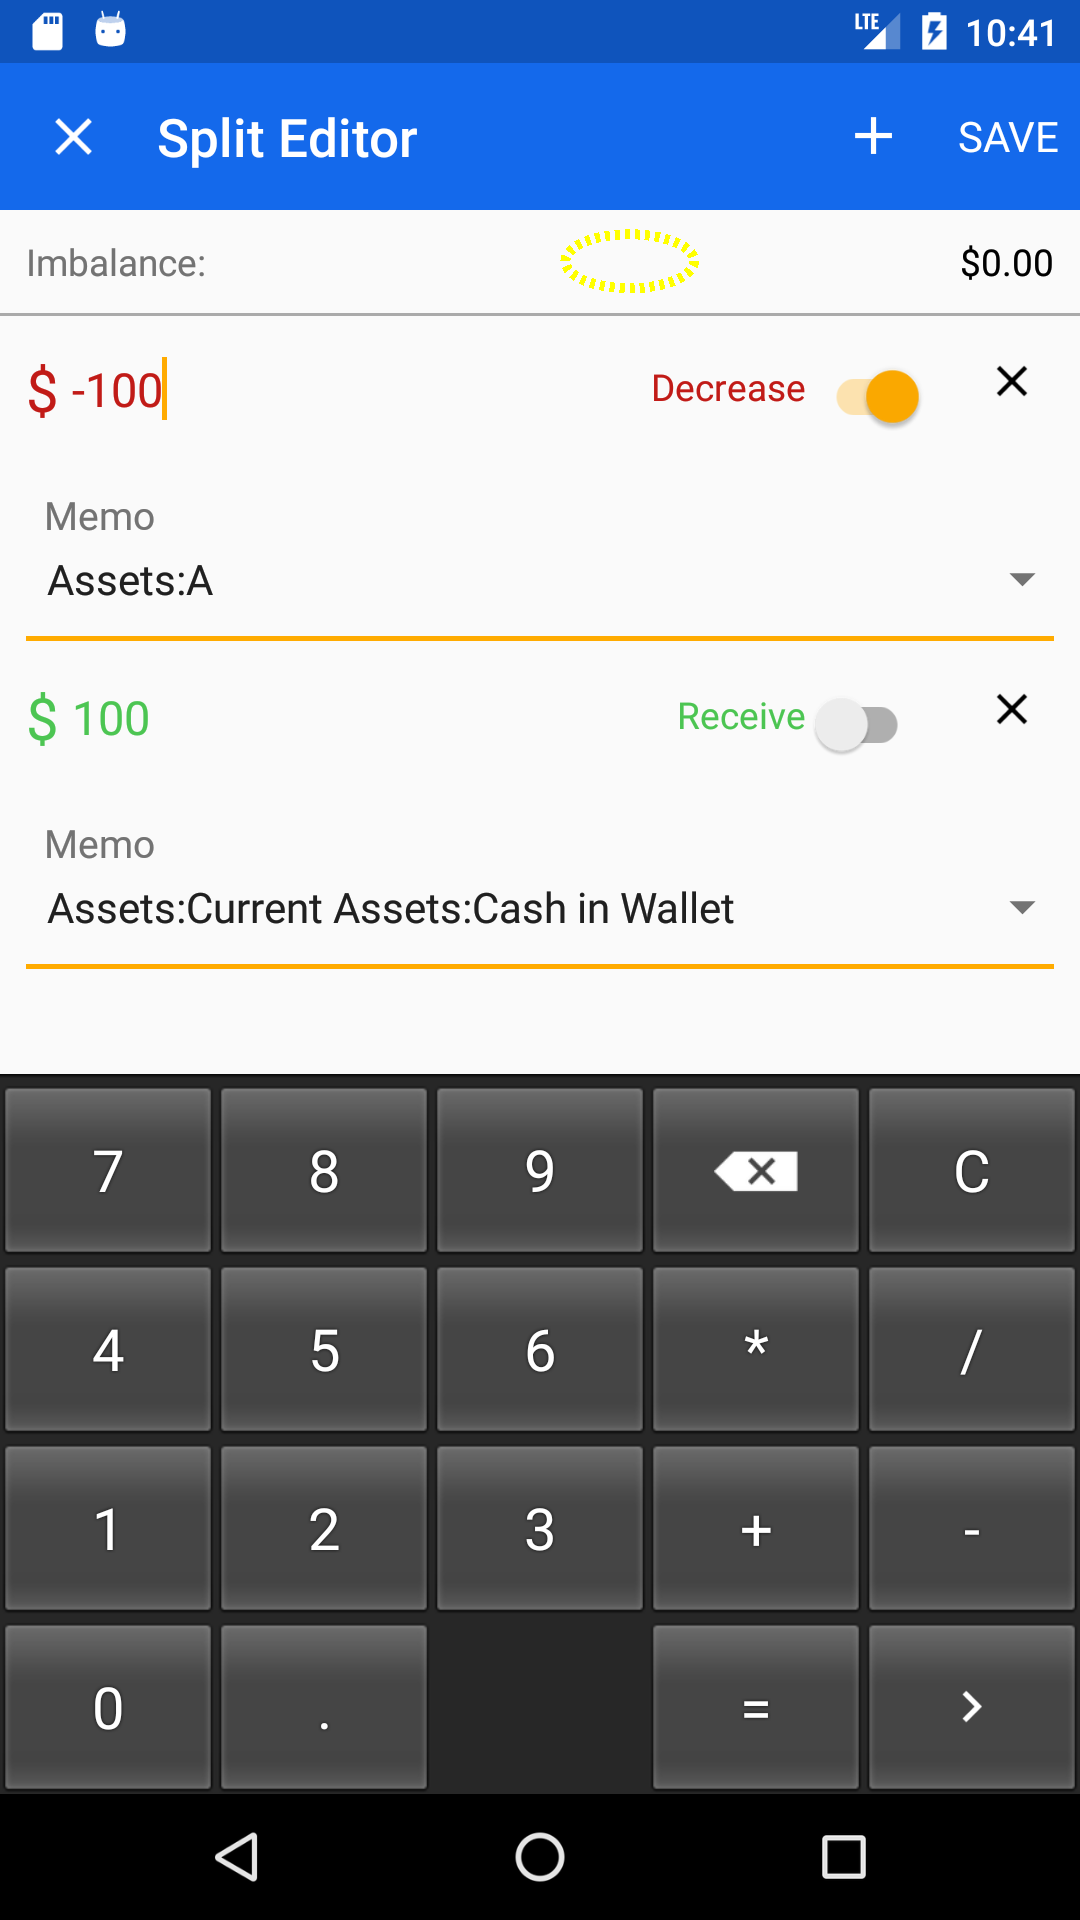 LTE 10:41
Split Editor + SAVE
Imbalance: $0.00
$ -100 Decrease
Memo
Assets:A
$ 100 Receive
Memo
Assets:Current Assets:Cash in Wallet
7 8 9 C
4 5 6 * /
1 2 3 + -
0 . = >